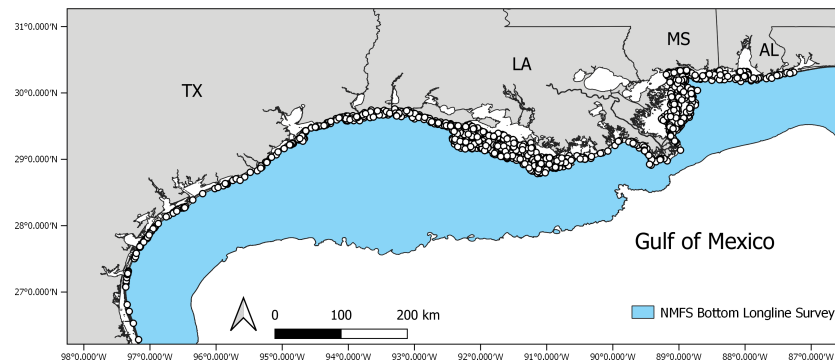 31°0.000'N
MS
AL
LA
TX
30°0.000'N
29°0.000'N
28°0.000'N
Gulf of Mexico
27°0.000'N
0 100 200 km
NMFS Bottom Longline Survey
98°0.000'W 97°0.000'W 96°0.000'W 95°0.000'W 94°0.000'W 93°0.000'W 92°0.000'W 91°0.000'W 90°0.000'W 89°0.000'W 88°0.000'W 87°0.000'W